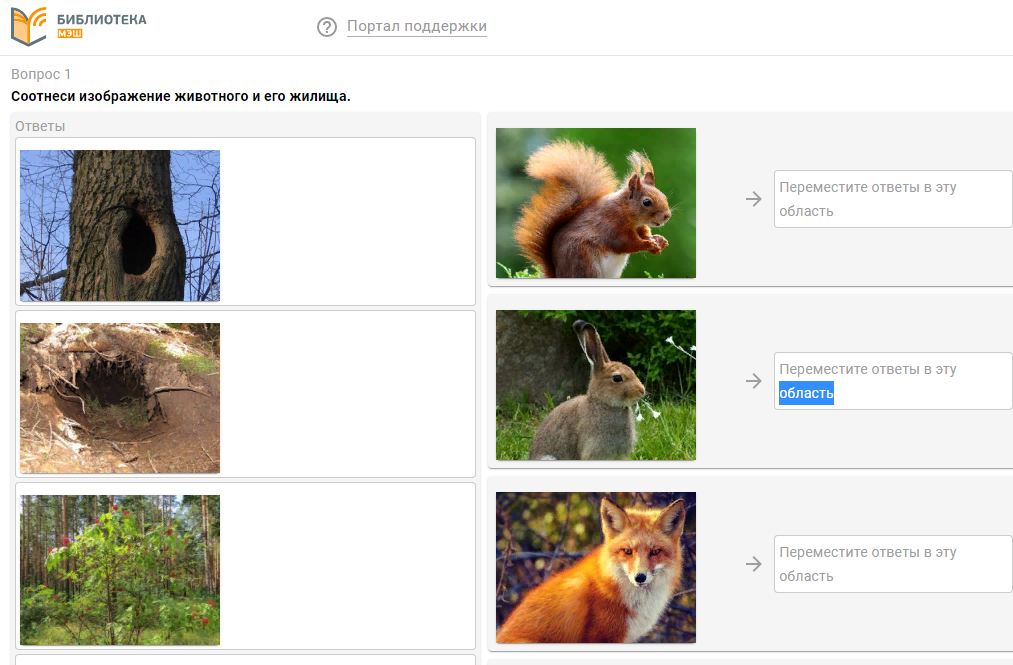 БИБЛИОТЕКА
МЭШ
Портал поддержки
Вопрос 1
Соотнеси изображение животного и его жилища.
Ответы
Переместите ответы в эту
область
Переместите ответы в эту
область
Переместите ответы в эту
область